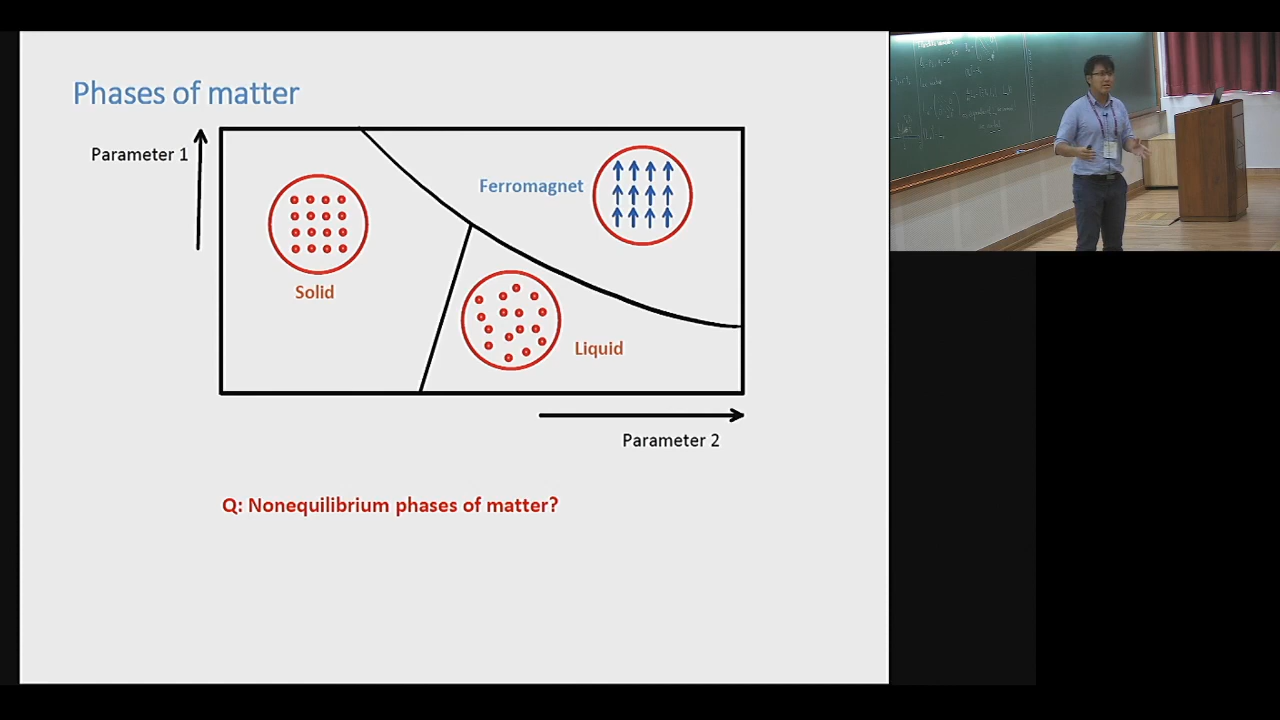 Phases of matter
Parameter 1
Ferromagnet
Solid
Liquid
Parameter 2
Q: Nonequilibrium phases of matter?